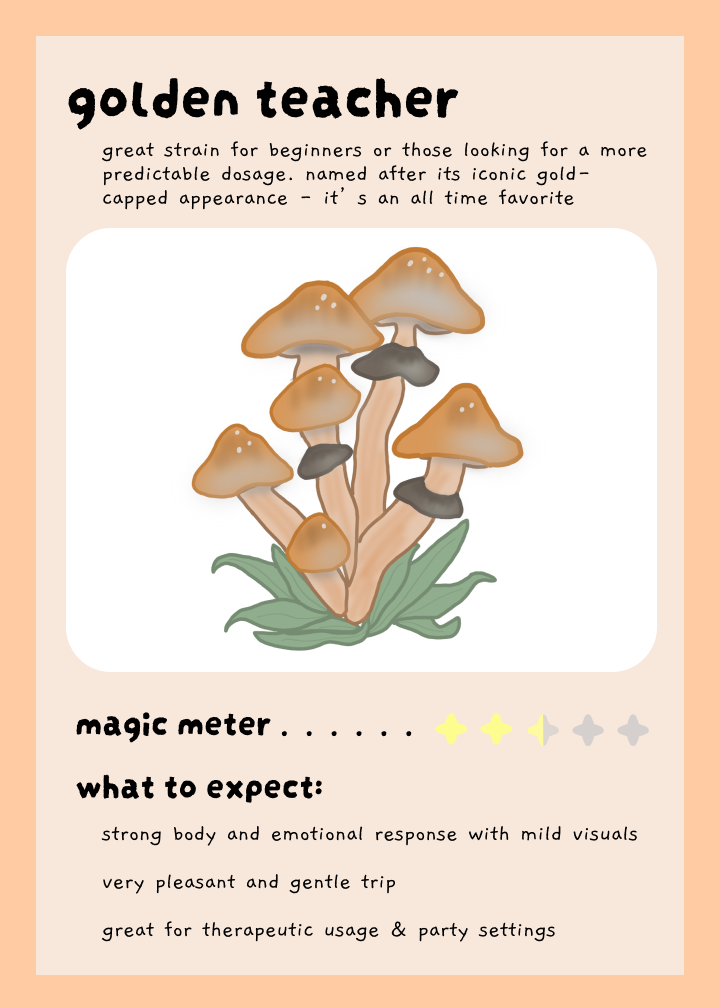 golden teacher
great strain for beginners or those looking for a more
predictable dosage. named after its iconic gold-
capped appearance - it's an all time favorite
magic meter . . . . . .
what to expect:
strong body and emotional response with mild visuals
very pleasant and gentle trip
great for therapeutic usage & party settings